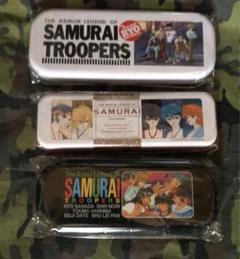 THE ARMOR LEGEND OF
SAMURAI
TROOPERS
RYO
THE ARMOR LEGEND OF
SAMURAI
The Armor Legend Of
SAMURAI
TROOPERS
RYO SANADA SHIN MORI
TOUMA HASHIBA
SEIJI DATE SHU LEI FAN